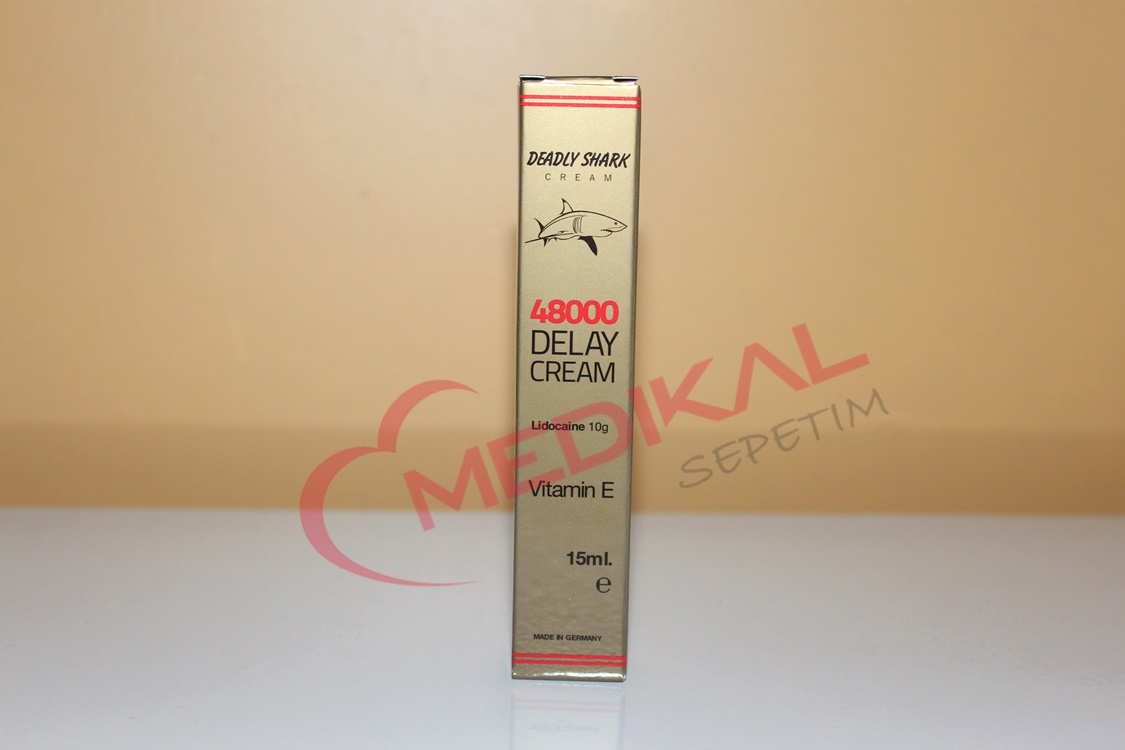 DEADLY SHARK
CREAM
48000
DELAY
CREAM
Lidocaine 10g
Vitamin E
15ml.
℮
MADE IN GERMANY
MEDIKAL
SEPETIM